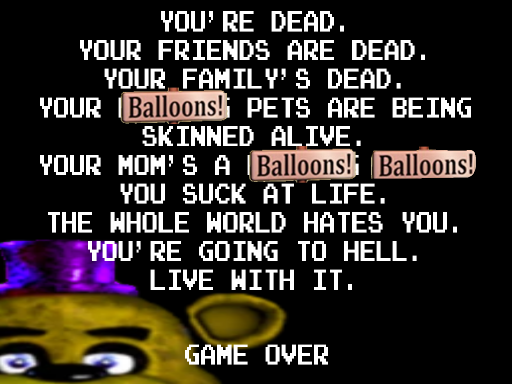 YOU'RE DEAD.
YOUR FRIENDS ARE DEAD.
YOUR FAMILY'S DEAD.
YOUR Balloons! PETS ARE BEING
SKINNED ALIVE.
YOUR MOM'S A Balloons! Balloons!
YOU SUCK AT LIFE.
THE WHOLE WORLD HATES YOU.
YOU'RE GOING TO HELL.
LIVE WITH IT.
GAME OVER